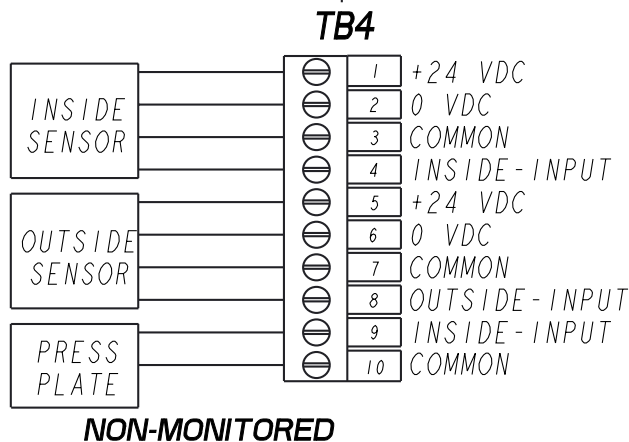 TB4
INSIDE
SENSOR
OUTSIDE
SENSOR
PRESS
PLATE
1 +24 VDC
2 0 VDC
3 COMMON
4 INSIDE-INPUT
5 +24 VDC
6 0 VDC
7 COMMON
8 OUTSIDE-INPUT
9 INSIDE-INPUT
10 COMMON
NON-MONITORED